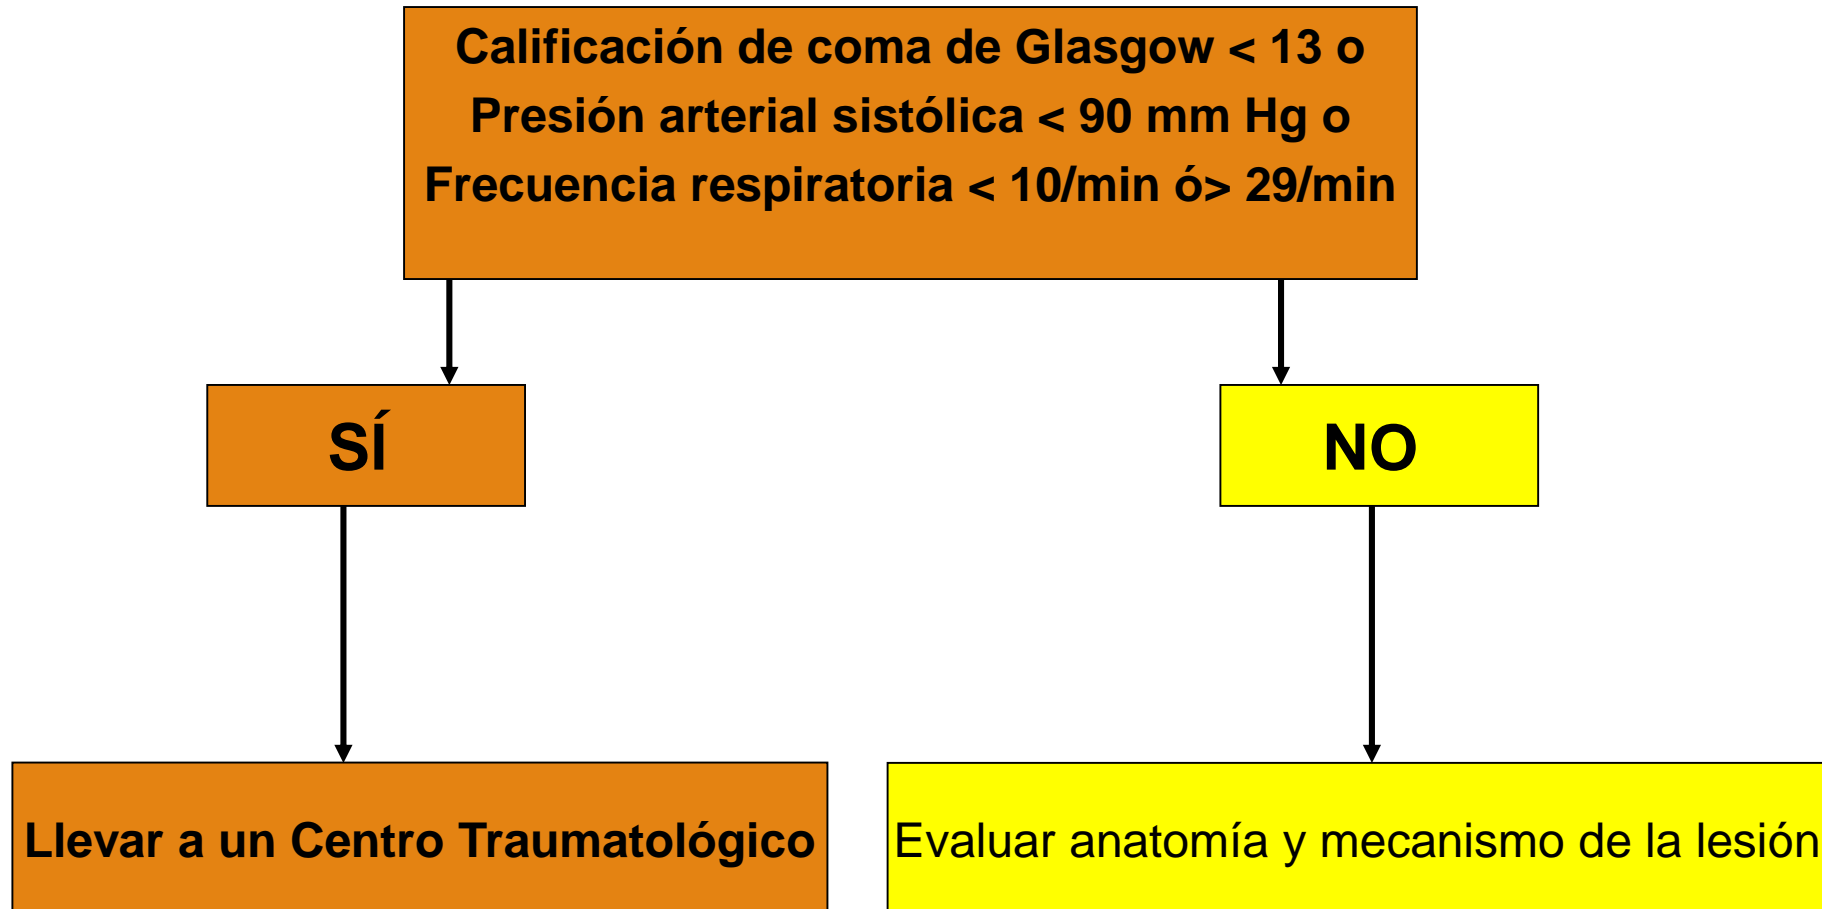 Calificación de coma de Glasgow < 13 o
Presión arterial sistólica < 90 mm Hg o
Frecuencia respiratoria < 10/min ó> 29/min
SÍ
NO
Llevar a un Centro Traumatológico
Evaluar anatomía y mecanismo de la lesión